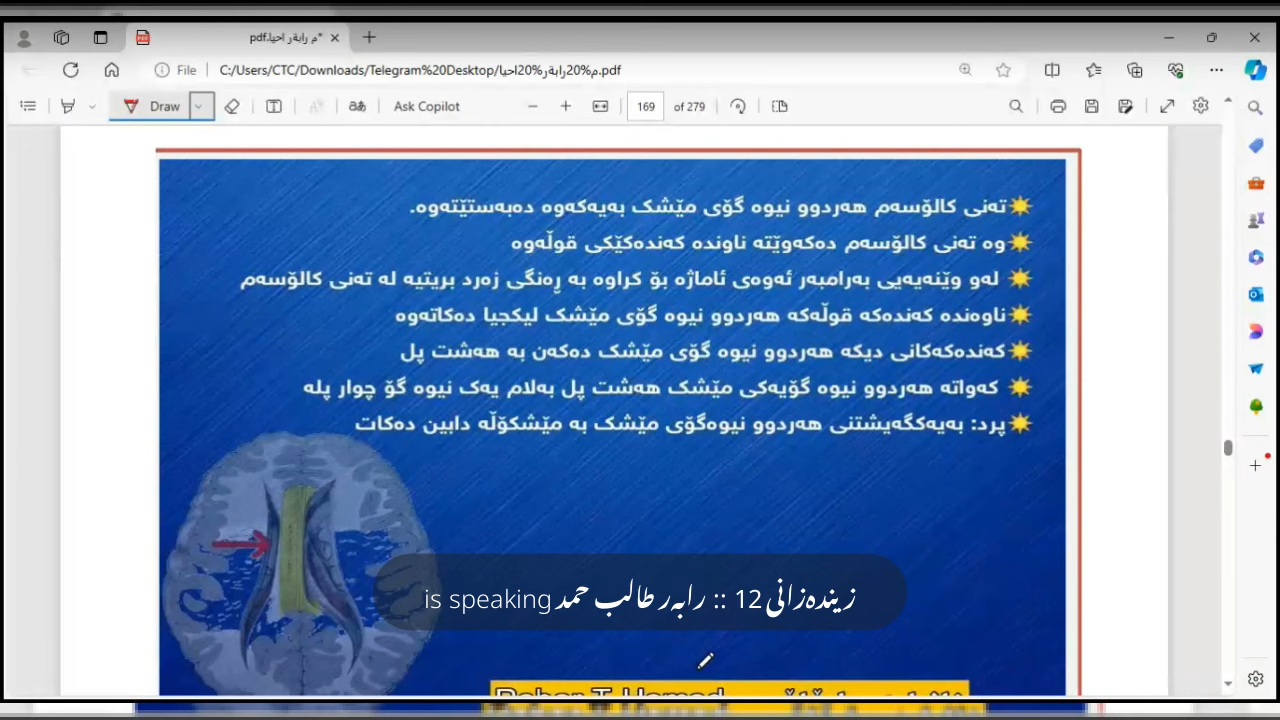 *م رابەر احیا.pdf
File
C:/Users/CTC/Downloads/Telegram%20Desktop/م%20رابەر%20احیا.pdf
Draw
Ask Copilot
169 of 279
تەنی کالۆسەم هەردوو نیوە گۆی مێشک بەیەکەوە دەبەستێتەوە.
وە تەنی کالۆسەم دەکەوێتە ناوندە کەندەکێکی قوڵەوە
لەو وێنەیەیی بەرامبەر ئەوەی ئاماژە بۆ کراوە بە ڕەنگی زەرد بریتیە لە تەنی کالۆسەم
ناوەندە کەندەکە قوڵەکە هەردوو نیوە گۆی مێشک لیکجیا دەکاتەوە
کەندەکەکانی دیکە هەردوو نیوە گۆی مێشک دەکەن بە هەشت پل
کەواتە هەردوو نیوە گۆیەکی مێشک هەشت پل بەلام یەک نیوە گۆ چوار پلە
پرد: بەیەکگەیشتنی هەردوو نیوەگۆی مێشک بە مێشکۆڵە دابین دەکات
زیندەزانی 12 :: رابەر طالب حمد is speaking